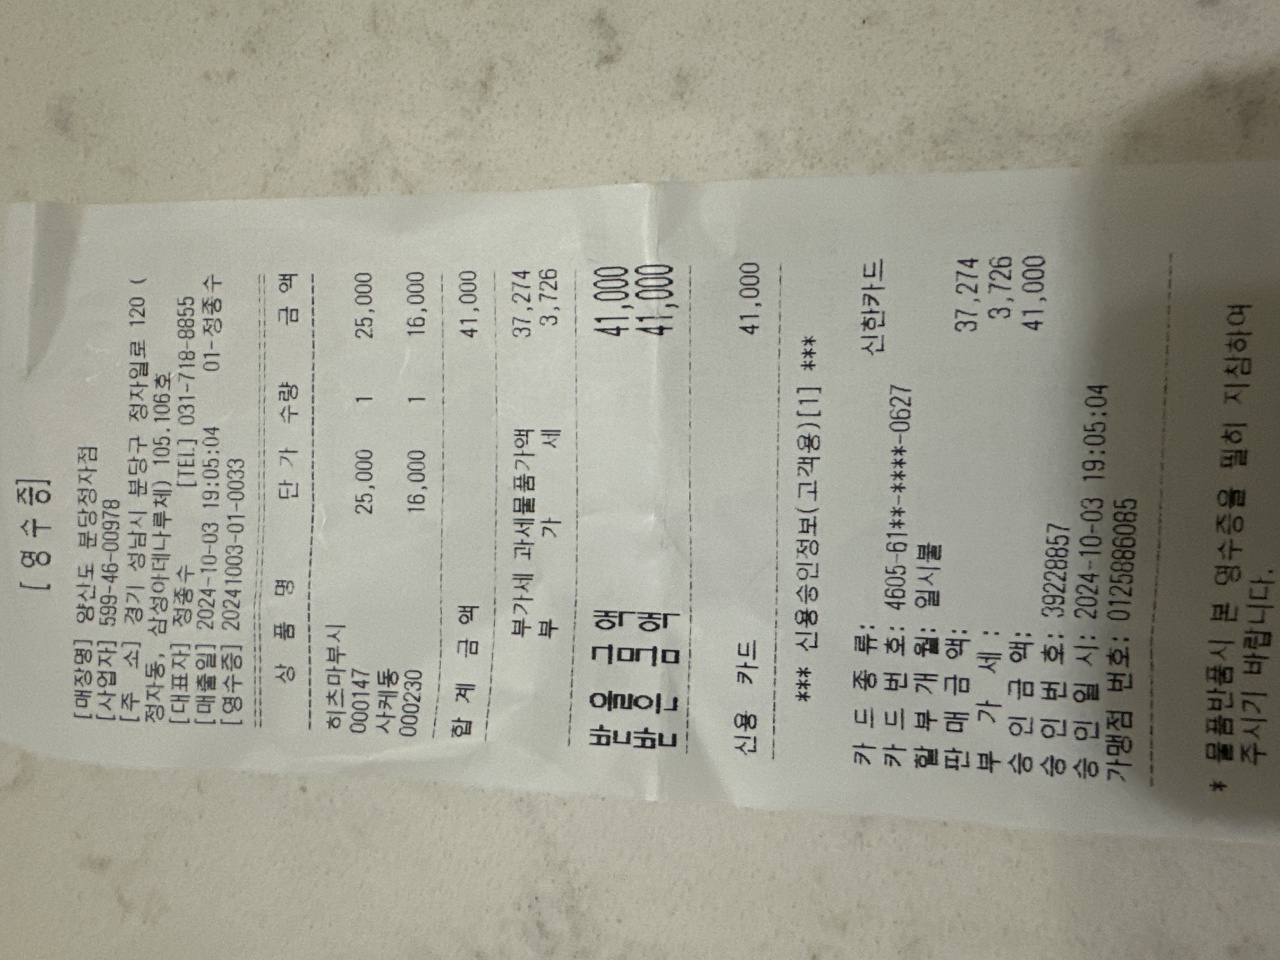 [ 영 수 증]
[매장명] 양신도 분당정자점
[사업자] 599-46-00978
[주 소] 경기 성남시 분당구 정자일로 120 (
정자동, 삼성아데나루체) 105,106호
[대표자] 정종수 [TEL] 031-718-8855
[매출일] 2024-10-03 19:05:04 01-정종수
[영수증] 20241003-01-0033
상 품 명 단 가 수량 금 액
히츠마부시
000147 25,000 1 25,000
사케동
000230 16,000 1 16,000
합 계 금 액 41,000
부가세 과세물품가액 37,274
부 가 세 3,726
받을금액 41,000
받은금액 41,000
신용 카드 41,000
*** 신용승인정보(고객용)[1] ***
카 드 종 류: 신한카드
카 드 번 호: 4605-61**-****-0627
할 부 개 월: 일시불
판 매 금 액: 37,274
부 가 세 : 3,726
승 인 금 액: 41,000
승 인 번 호: 39228857
승 인 일 시: 2024-10-03 19:05:04
가맹점 번호: 0125886085
* 물품반품시 본 영수증을 필히 지참하여
주시기 바랍니다.